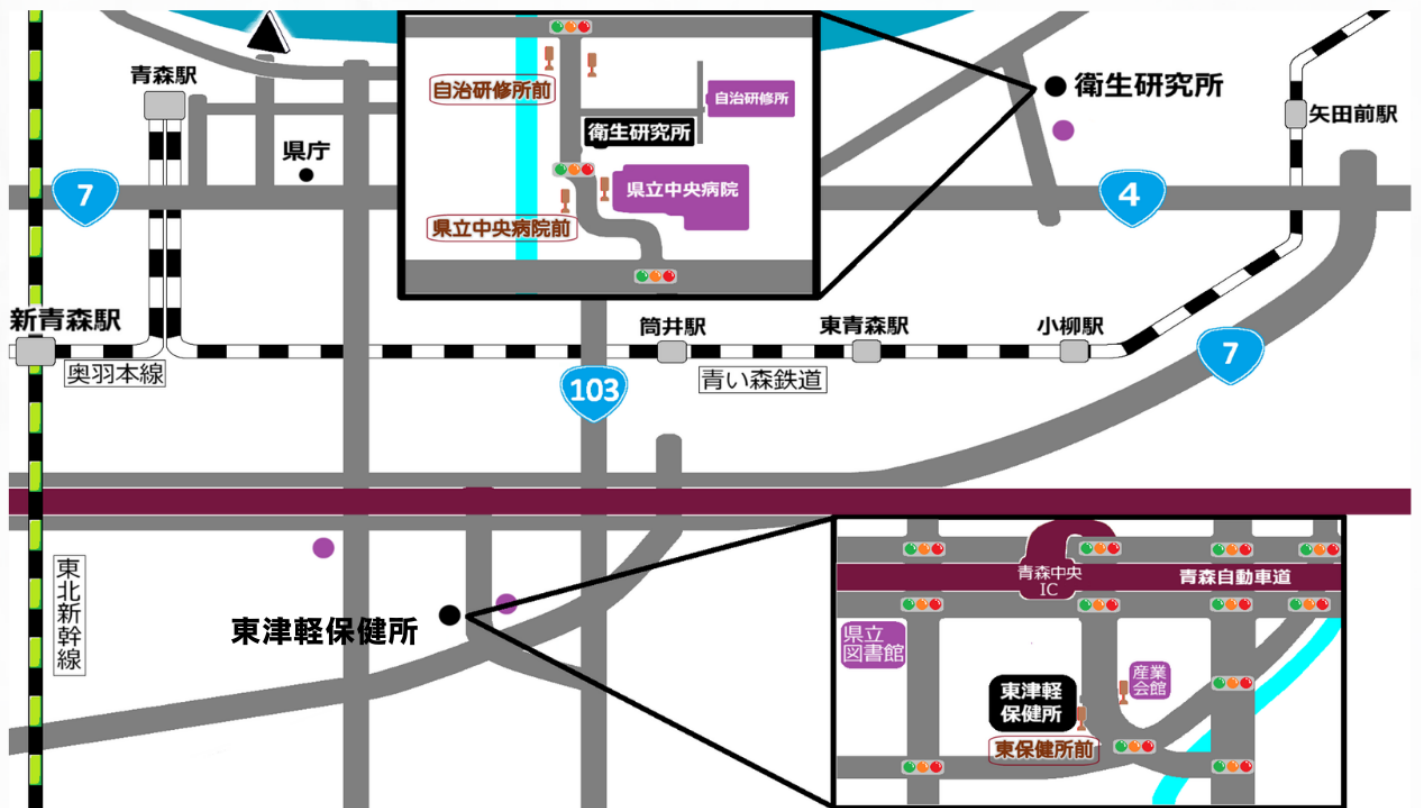 青森駅
県庁
7
新青森駅
奥羽本線
東北新幹線
自治研修所前
自治研修所
衛生研究所
県立中央病院
県立中央病院前
衛生研究所
矢田前駅
4
筒井駅
東青森駅
小柳駅
7
103
青い森鉄道
東津軽保健所
青森中央
IC
青森自動車道
県立
図書館
産業
会館
東津軽
保健所
東保健所前